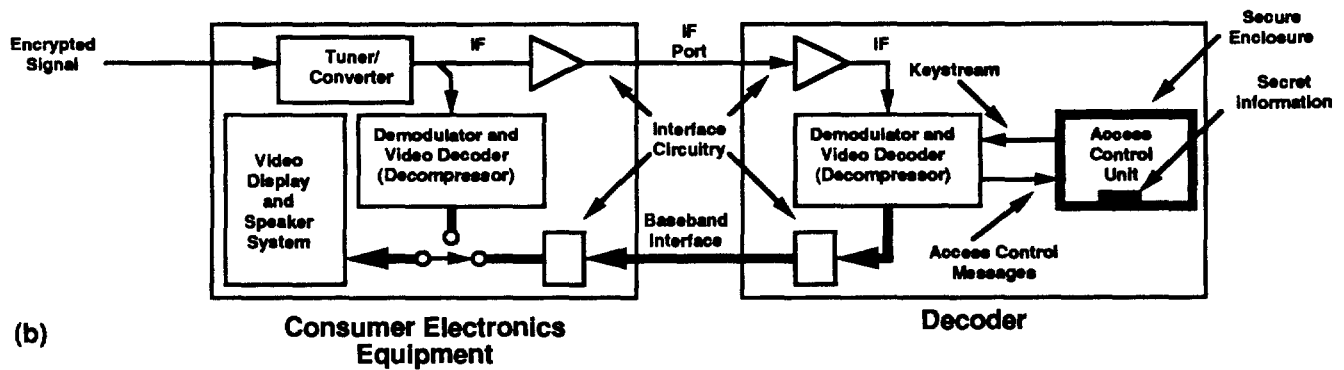 Encrypted
Signal
Tuner/
Converter
IF
IF
Port
IF
Keystream
Secure
Enclosure
Secret
Information
Video
Display
and
Speaker
System
Demodulator and
Video Decoder
(Decompressor)
Interface
Circuitry
Demodulator and
Video Decoder
(Decompressor)
Access
Control
Unit
Baseband
Interface
Access Control
Messages
(b)
Consumer Electronics
Equipment
Decoder